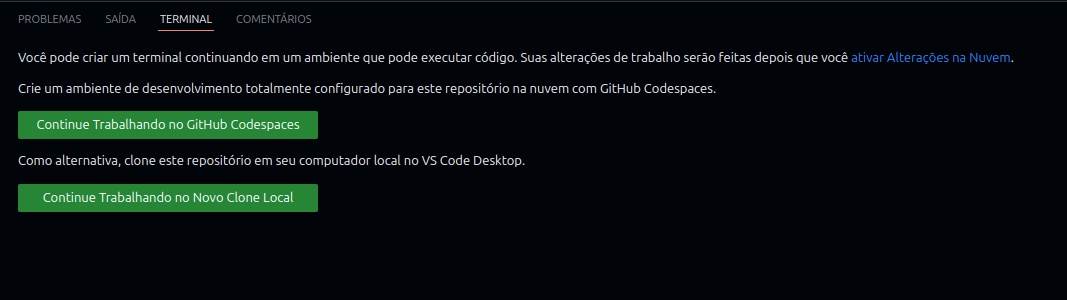 PROBLEMAS SAÍDA TERMINAL COMENTÁRIOS
Você pode criar um terminal continuando em um ambiente que pode executar código. Suas alterações de trabalho serão feitas depois que você ativar Alterações na Nuvem.
Crie um ambiente de desenvolvimento totalmente configurado para este repositório na nuvem com GitHub Codespaces.
Continue Trabalhando no GitHub Codespaces
Como alternativa, clone este repositório em seu computador local no VS Code Desktop.
Continue Trabalhando no Novo Clone Local